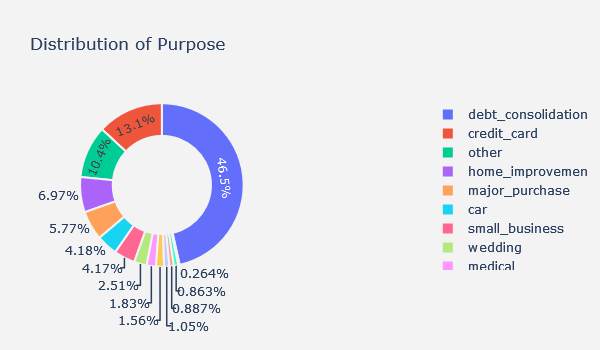 Distribution of Purpose
13.1%
46.5%
10.4%
6.97%
5.77%
4.18%
4.17%
2.51%
1.83%
1.56%
1.05%
0.887%
0.863%
0.264%
debt_consolidation
credit_card
other
home_improvemen
major_purchase
car
small_business
wedding
medical